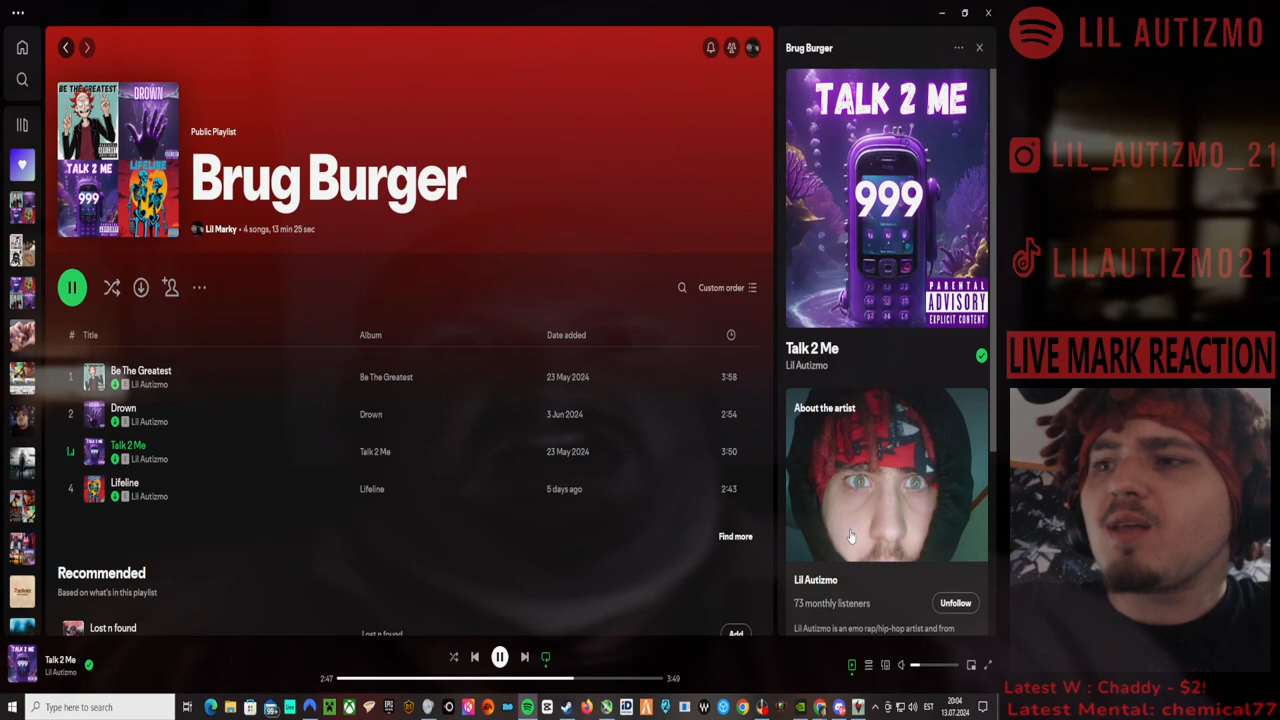 LIL AUTIZMO
Brug Burger
BE THE GREATEST
DROWN
TALK 2 ME
999
LIFELINE
Public Playlist
Brug Burger
Lil Marky • 4 songs, 13 min 25 sec
TALK 2 ME
999
PARENTAL
ADVISORY
EXPLICIT CONTENT
LIL_AUTIZMO_21
LILAUTIZMO21
Custom order
# Title Album Date added
1 Be The Greatest Be The Greatest 23 May 2024 3:58
Lil Autizmo
2 Drown Drown 3 Jun 2024 2:54
Lil Autizmo
Talk 2 Me Talk 2 Me 23 May 2024 3:50
Lil Autizmo
4 Lifeline Lifeline 5 days ago 2:43
Lil Autizmo
Find more
Recommended
Based on what's in this playlist
Lost n found Lost n found Add
Talk 2 Me
Lil Autizmo
About the artist
Lil Autizmo
73 monthly listeners Unfollow
Lil Autizmo is an emo rap/hip-hop artist and from
LIVE MARK REACTION
Talk 2 Me
Lil Autizmo
2:47 3:49
Latest W : Chaddy - $2!
Latest Mental: chemical77
Type here to search
99+
EST
20:04
13.07.2024